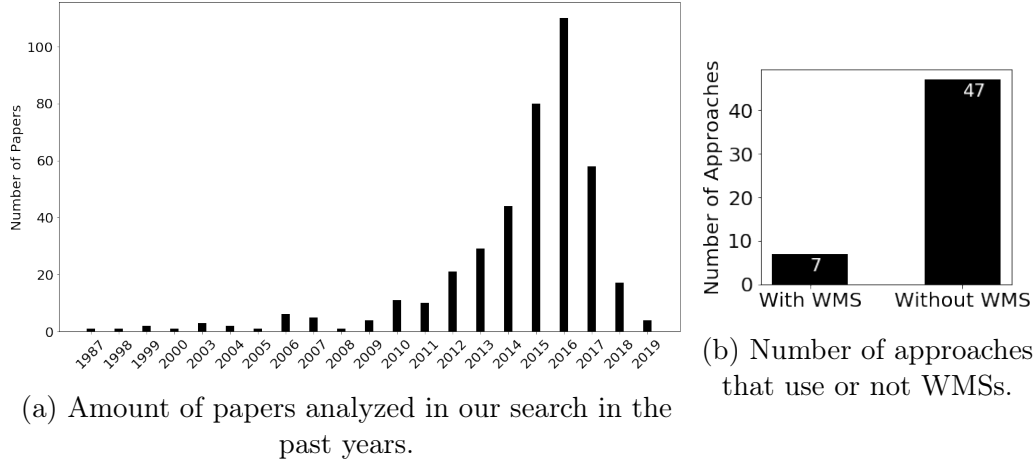 Number of Papers
100
80
60
40
20
0
1987 1998 1999 2000 2003 2004 2005 2006 2007 2008 2009 2010 2011 2012 2013 2014 2015 2016 2017 2018 2019
(a) Amount of papers analyzed in our search in the
past years.
Number of Approaches
40
30
20
10
0
7
47
With WMS Without WMS
(b) Number of approaches
that use or not WMSs.